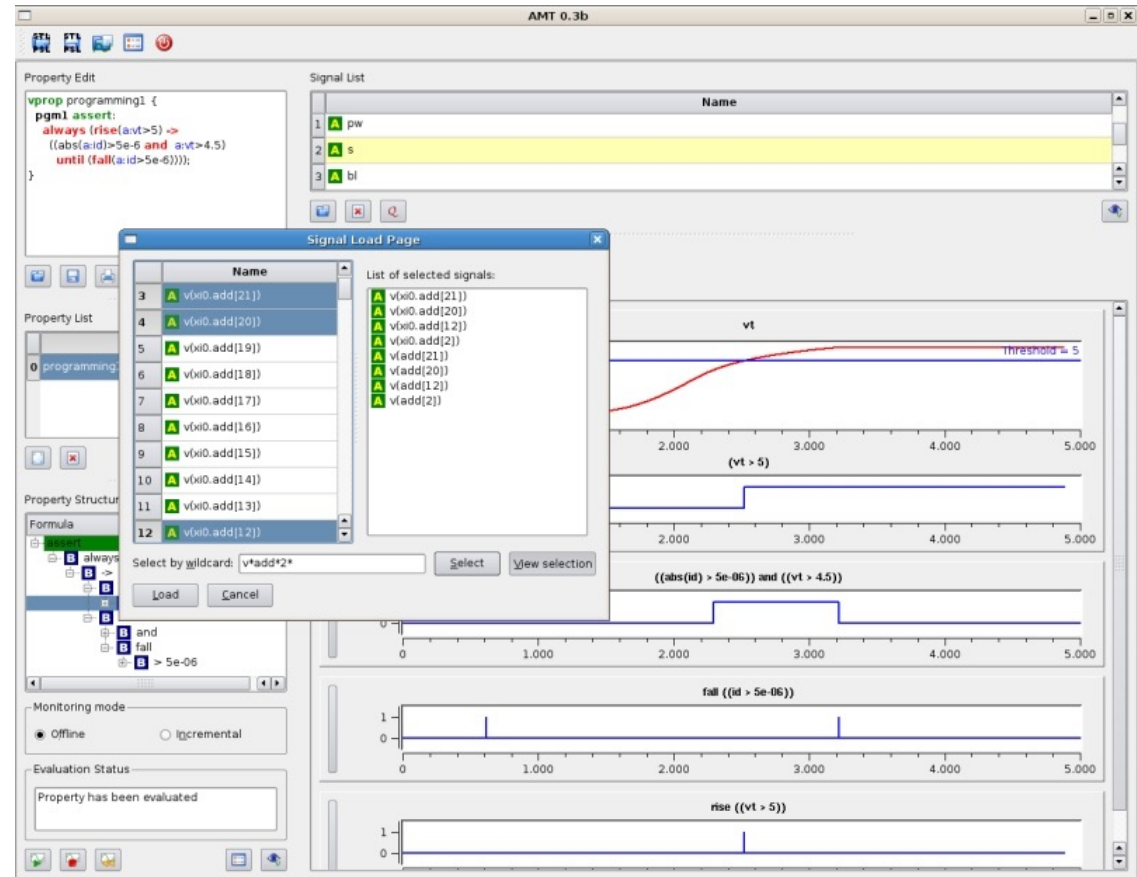 AMT 0.3b
STL
PSL
STL
PSL
Property Edit
vprop programming1 {
pgm1 assert:
always (rise(a:vt>5) ->
((abs(a:id)>5e-6 and a:vt>4.5)
until (fall(a:id>5e-6))));
}
Signal List
Name
1 A pw
2 A s
3 A bl
Q
Signal Load Page
Name
3 A v(xi0.add[21])
4 A v(xi0.add[20])
5 A v(xi0.add[19])
6 A v(xi0.add[18])
7 A v(xi0.add[17])
8 A v(xi0.add[16])
9 A v(xi0.add[15])
10 A v(xi0.add[14])
11 A v(xi0.add[13])
12 A v(xi0.add[12])
List of selected signals:
A v(xi0.add[21])
A v(xi0.add[20])
A v(xi0.add[12])
A v(xi0.add[2])
A v(add[21])
A v(add[20])
A v(add[12])
A v(add[2])
Select by wildcard: v*add*2*
Select
View selection
Load
Cancel
Property List
0 programming
Property Structur
Formula
assert
B always
B ->
B
B
B and
B fall
B > 5e-06
Monitoring mode
Offline
Incremental
Evaluation Status
Property has been evaluated
vt
Threshold = 5
2.000 3.000 4.000 5.000
(vt > 5)
2.000 3.000 4.000 5.000
((abs(id) > 5e-06)) and ((vt > 4.5))
0
0 1.000 2.000 3.000 4.000 5.000
fall ((id > 5e-06))
1
0
0 1.000 2.000 3.000 4.000 5.000
rise ((vt > 5))
1
0